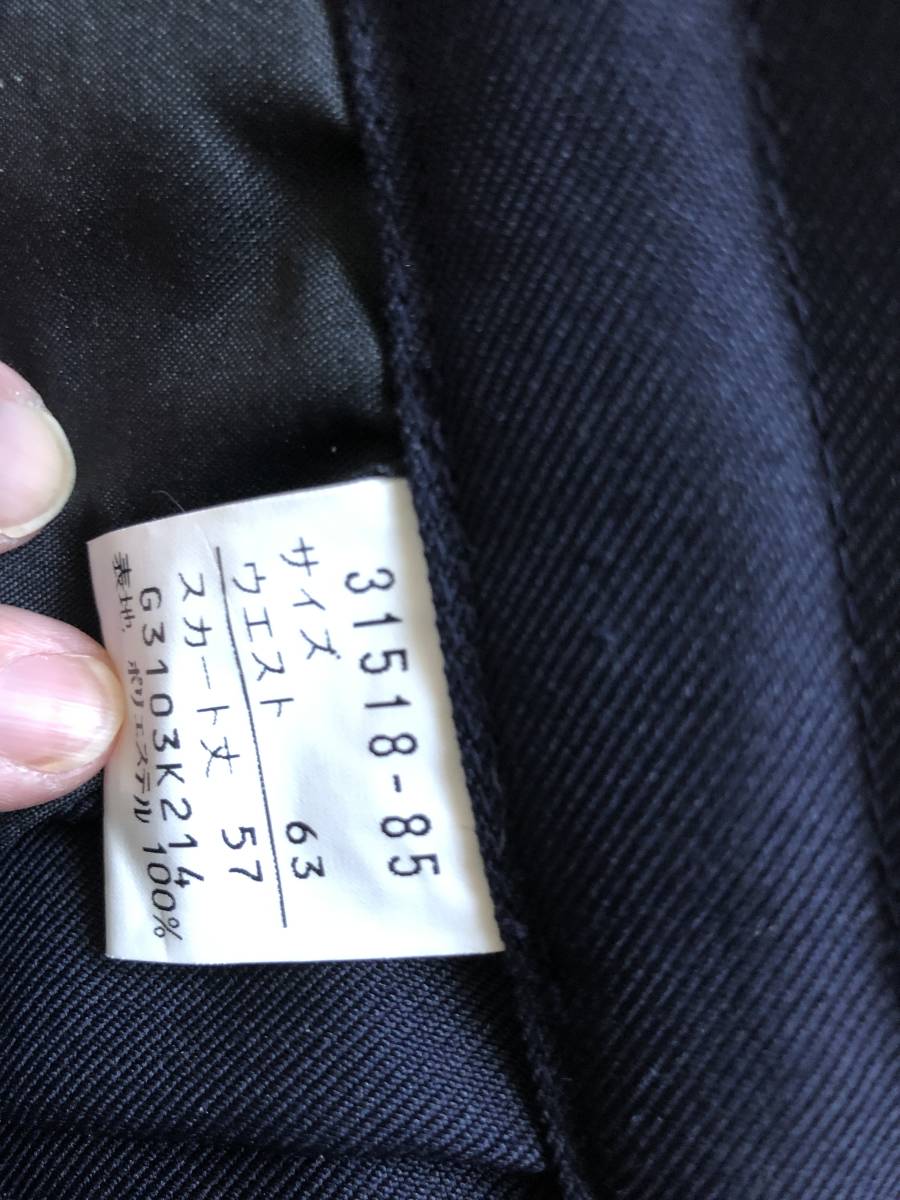 31518-85
サイズ
ウエスト 63
スカート丈 57
G3103K214
表地 ポリエステル 100%